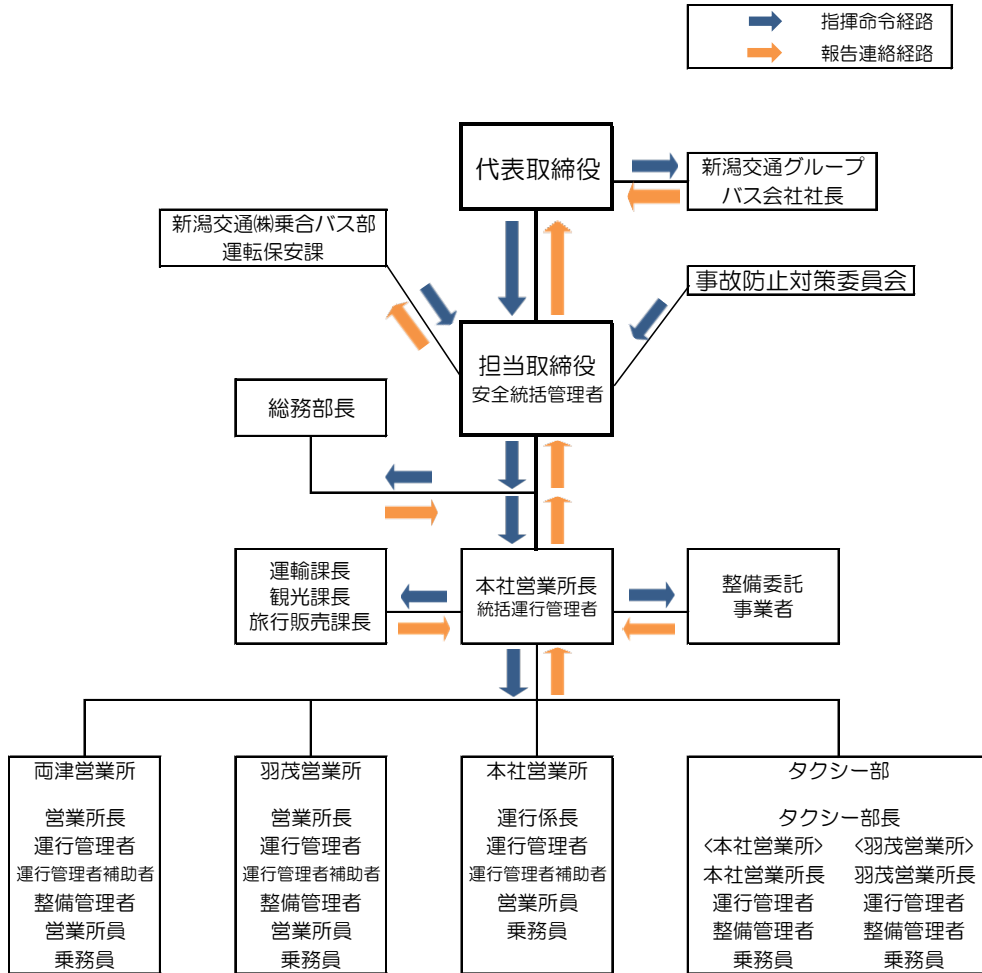 指揮命令経路
報告連絡経路
代表取締役
新潟交通グループ
バス会社社長
新潟交通㈱乗合バス部
運転保安課
事故防止対策委員会
担当取締役
安全統括管理者
総務部長
運輸課長
観光課長
旅行販売課長
本社営業所長
統括運行管理者
整備委託
事業者
両津営業所
営業所長
運行管理者
運行管理者補助者
整備管理者
営業所員
乗務員
羽茂営業所
営業所長
運行管理者
運行管理者補助者
整備管理者
営業所員
乗務員
本社営業所
運行係長
運行管理者
運行管理者補助者
営業所員
乗務員
タクシー部
タクシー部長
<本社営業所> <羽茂営業所>
本社営業所長 羽茂営業所長
運行管理者 運行管理者
整備管理者 整備管理者
乗務員 乗務員